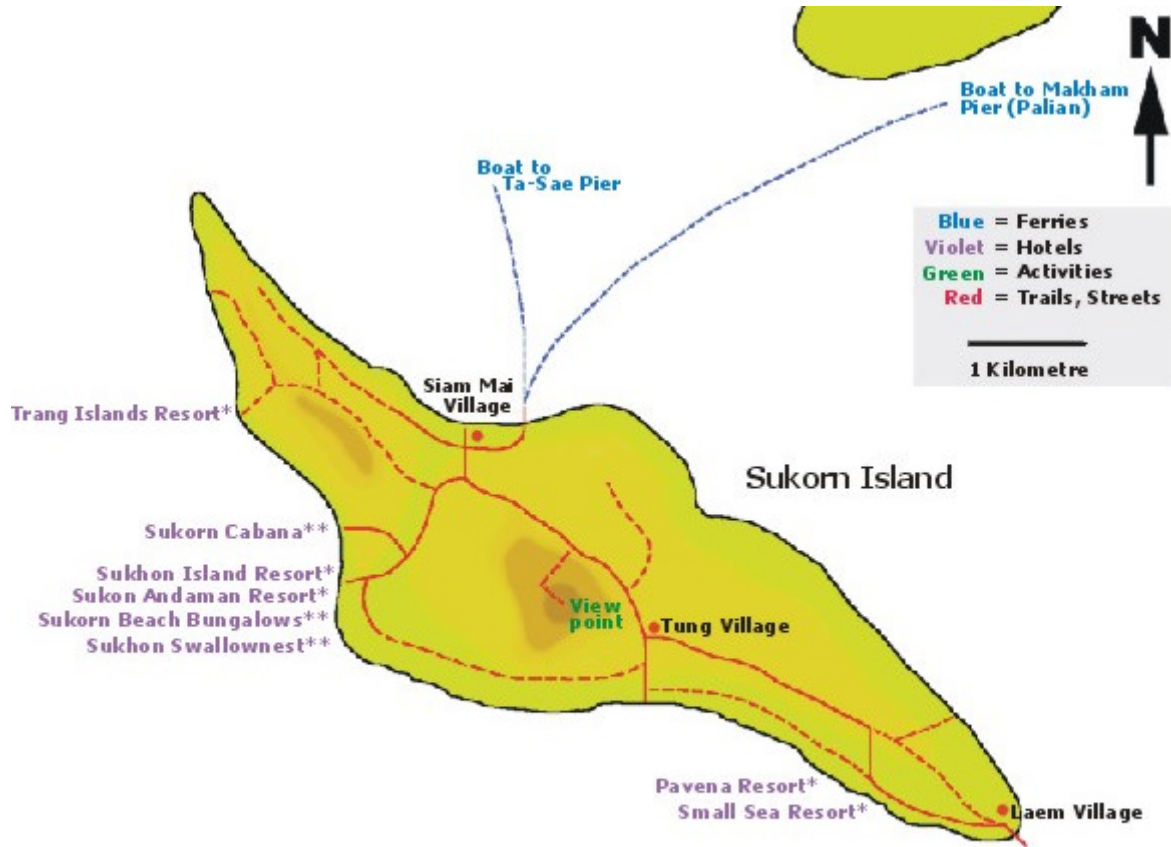 N
Boat to Makham
Pier (Palian)
Boat to
Ta-Sae Pier
Blue = Ferries
Violet = Hotels
Green = Activities
Red = Trails, Streets
1 Kilometre
Siam Mai
Village
Trang Islands Resort*
Sukorn Island
Sukorn Cabana**
Sukhon Island Resort*
Sukon Andaman Resort*
Sukorn Beach Bungalows**
Sukhon Swallownest**
View
point
Tung Village
Pavena Resort*
Small Sea Resort*
Laem Village